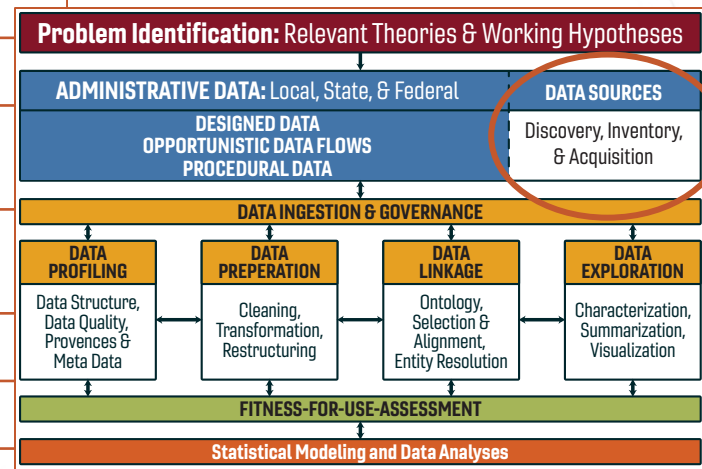 Problem Identification: Relevant Theories & Working Hypotheses
ADMINISTRATIVE DATA: Local, State, & Federal
DESIGNED DATA
OPPORTUNISTIC DATA FLOWS
PROCEDURAL DATA
DATA SOURCES
Discovery, Inventory,
& Acquisition
DATA INGESTION & GOVERNANCE
DATA
PROFILING
Data Structure,
Data Quality,
Provences &
Meta Data
DATA
PREPERATION
Cleaning,
Transformation,
Restructuring
DATA
LINKAGE
Ontology,
Selection &
Alignment,
Entity Resolution
DATA
EXPLORATION
Characterization,
Summarization,
Visualization
FITNESS-FOR-USE-ASSESSMENT
Statistical Modeling and Data Analyses